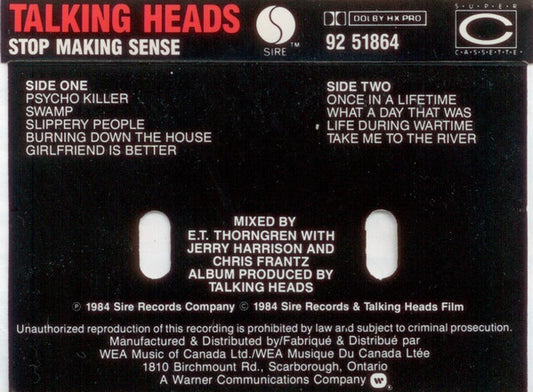 TALKING HEADS
STOP MAKING SENSE
SIRE™
DOLBY HX PRO
92 51864
SUPER
C
CASSETTE
SIDE ONE
PSYCHO KILLER
SWAMP
SLIPPERY PEOPLE
BURNING DOWN THE HOUSE
GIRLFRIEND IS BETTER
SIDE TWO
ONCE IN A LIFETIME
WHAT A DAY THAT WAS
LIFE DURING WARTIME
TAKE ME TO THE RIVER
MIXED BY
E.T. THORNGREN WITH
JERRY HARRISON AND
CHRIS FRANTZ
ALBUM PRODUCED BY
TALKING HEADS
℗ 1984 Sire Records Company © 1984 Sire Records & Talking Heads Film
Unauthorized reproduction of this recording is prohibited by law and subject to criminal prosecution.
Manufactured & Distributed by/Fabriqué & Distribué par
WEA Music of Canada Ltd./WEA Musique Du Canada Ltée
1810 Birchmount Rd., Scarborough, Ontario
A Warner Communications Company